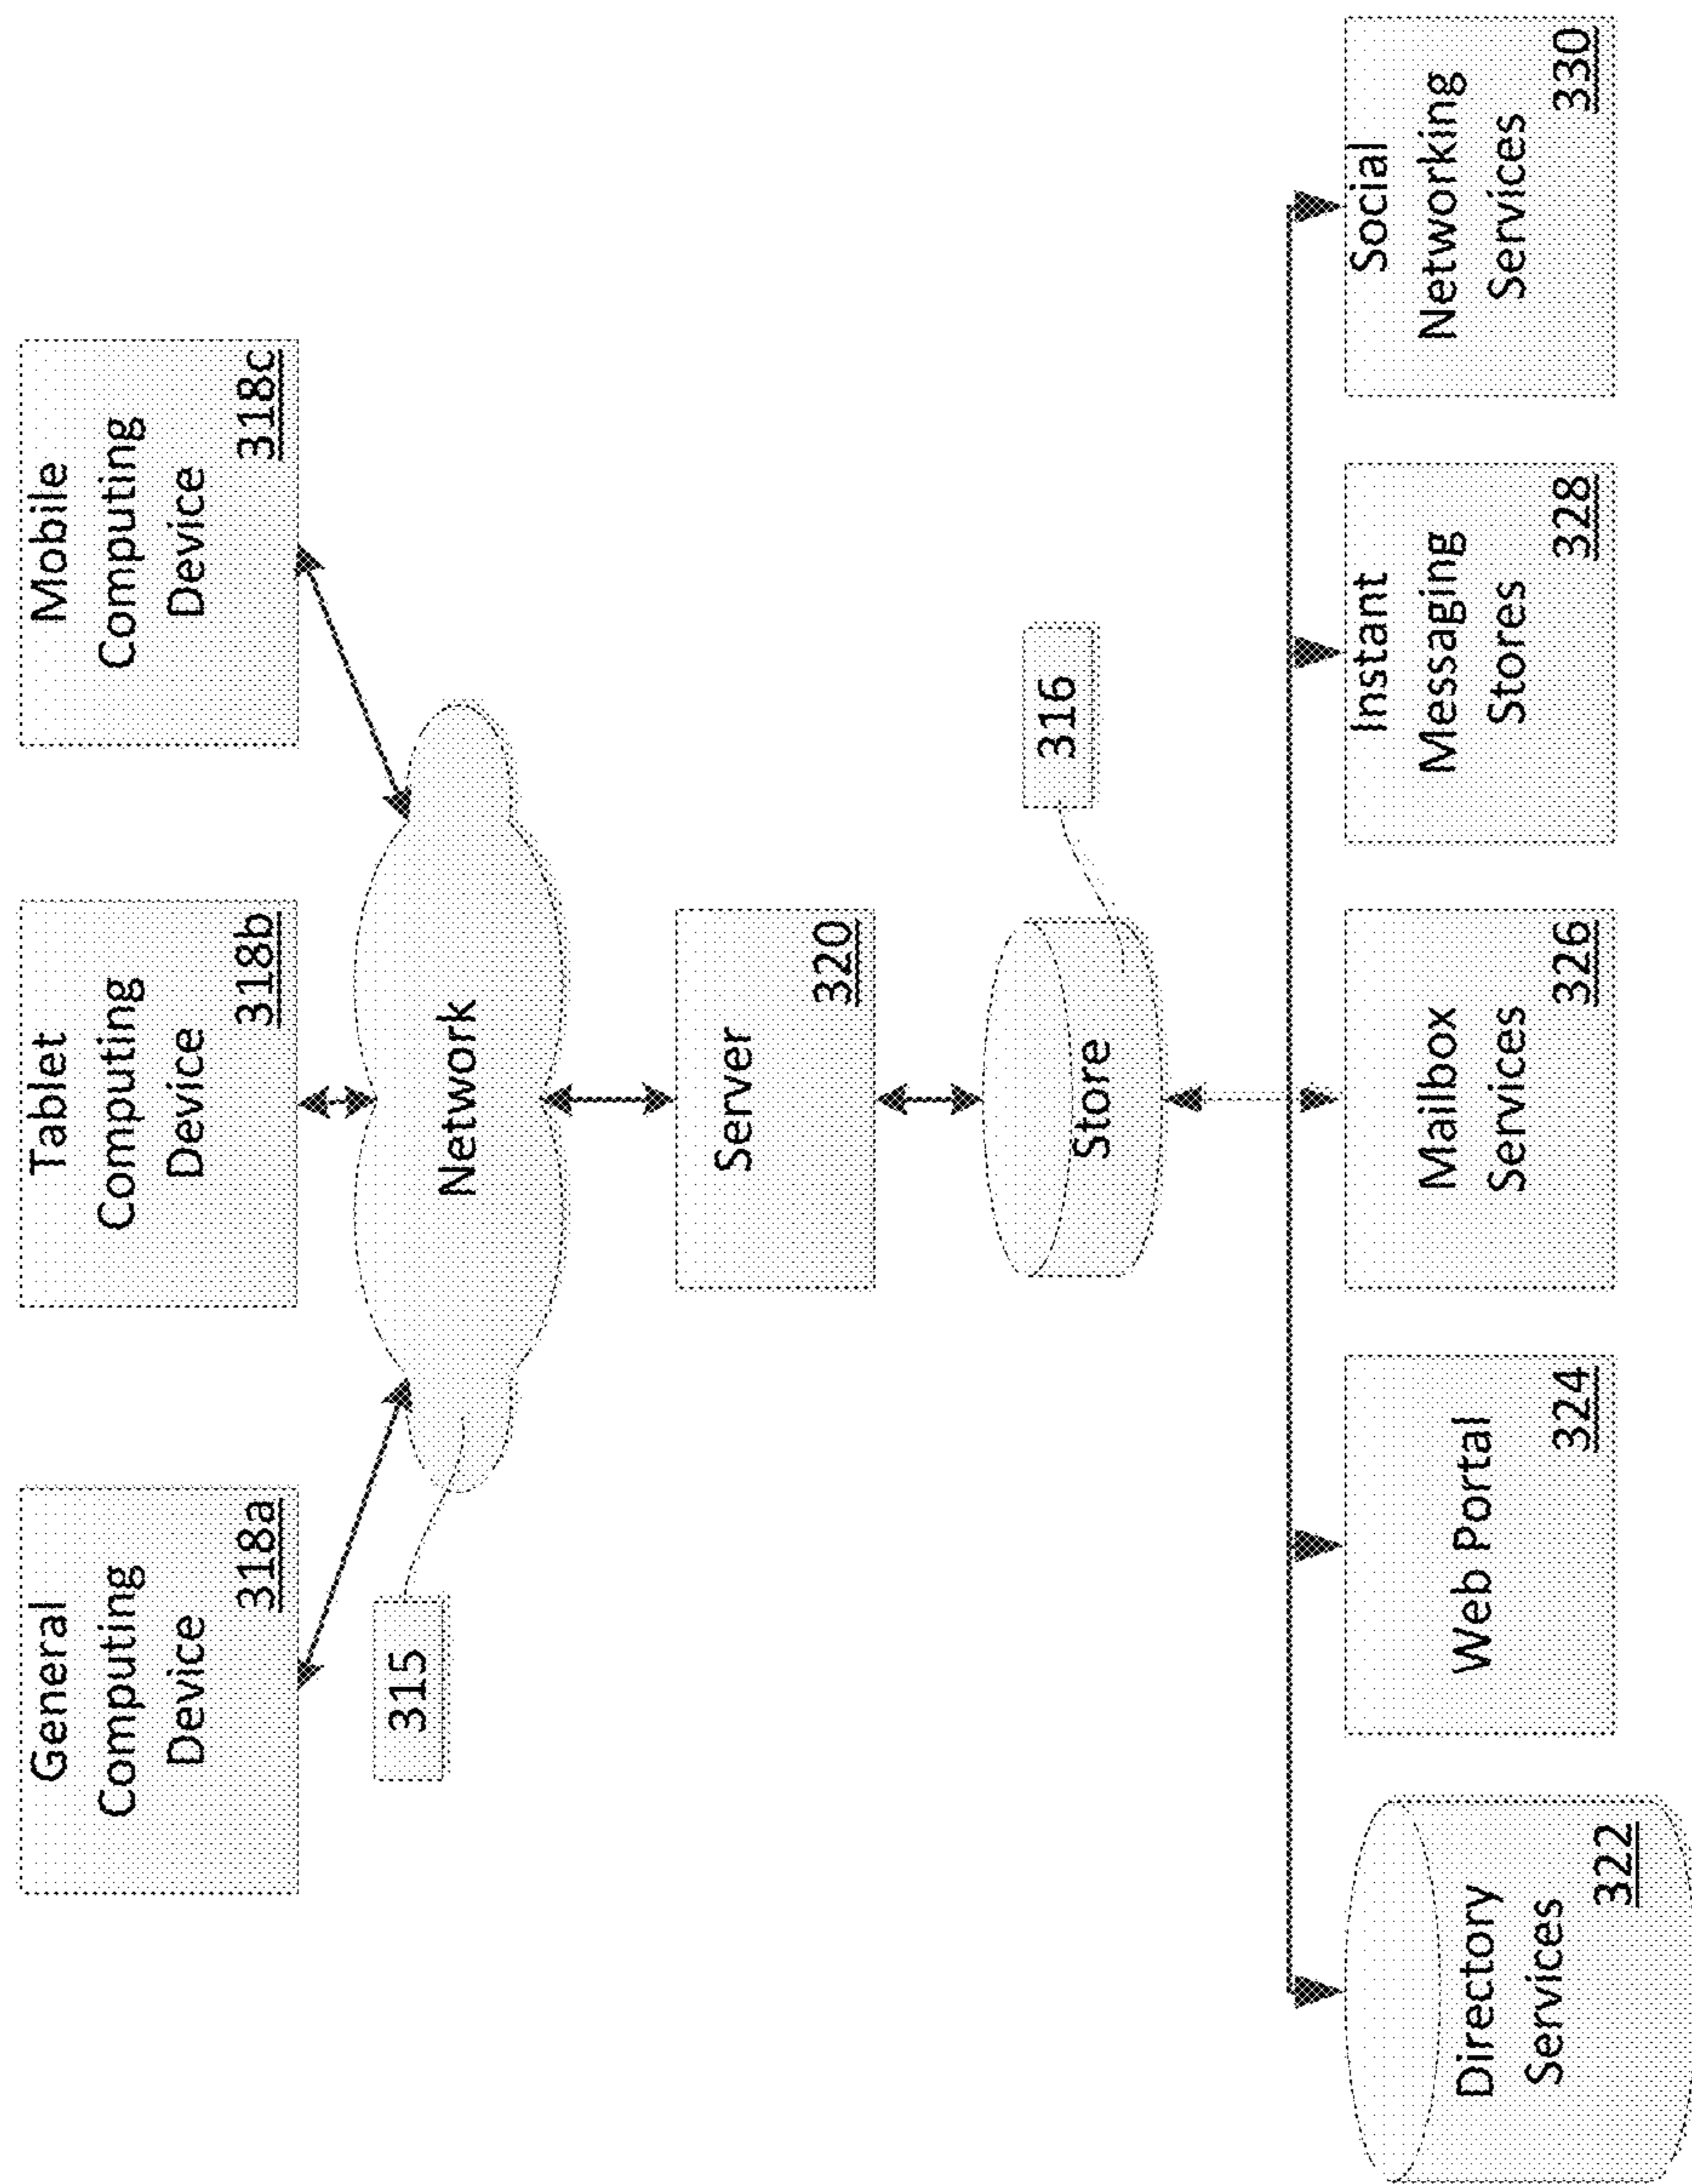 General
Computing
Device
318a
Tablet
Computing
Device
318b
Mobile
Computing
Device
318c
315
Network
Server
320
Store
316
Directory
Services
322
Web Portal
324
Mailbox
Services
326
Instant
Messaging
Stores
328
Social
Networking
Services
330